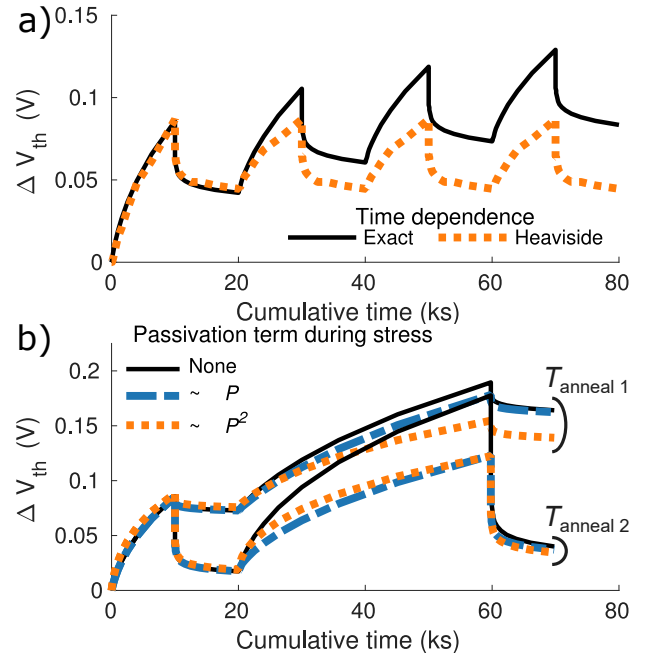 a)
0.15
0.1
0.05
0
Δ V_th (V)
Time dependence
Exact
Heaviside
0 20 40 60 80
Cumulative time (ks)
b)
Passivation term during stress
None
~ P
~ P²
0.2
0.15
0.1
0.05
0
Δ V_th (V)
T_anneal 1
T_anneal 2
0 20 40 60 80
Cumulative time (ks)